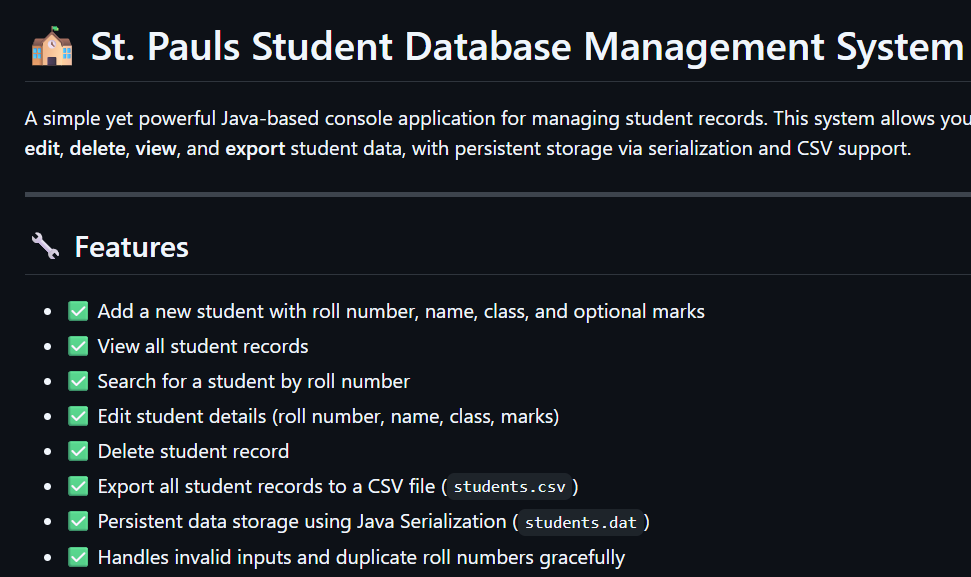 St. Pauls Student Database Management System
A simple yet powerful Java-based console application for managing student records. This system allows you
edit, delete, view, and export student data, with persistent storage via serialization and CSV support.
Features
Add a new student with roll number, name, class, and optional marks
View all student records
Search for a student by roll number
Edit student details (roll number, name, class, marks)
Delete student record
Export all student records to a CSV file (students.csv)
Persistent data storage using Java Serialization (students.dat)
Handles invalid inputs and duplicate roll numbers gracefully